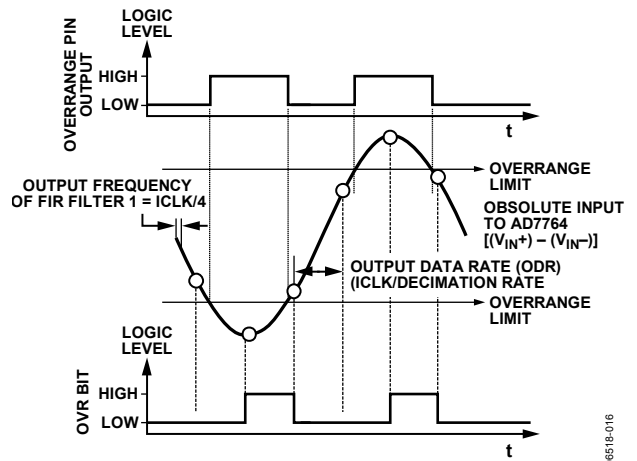 LOGIC
LEVEL
OVERRANGE PIN
OUTPUT
HIGH
LOW
t
OVERRANGE
LIMIT
OUTPUT FREQUENCY
OF FIR FILTER 1 = ICLK/4
OBSOLUTE INPUT
TO AD7764
[(VIN+) – (VIN–)]
OUTPUT DATA RATE (ODR)
(ICLK/DECIMATION RATE
OVERRANGE
LIMIT
LOGIC
LEVEL
OVR BIT
HIGH
LOW
t
6518-016